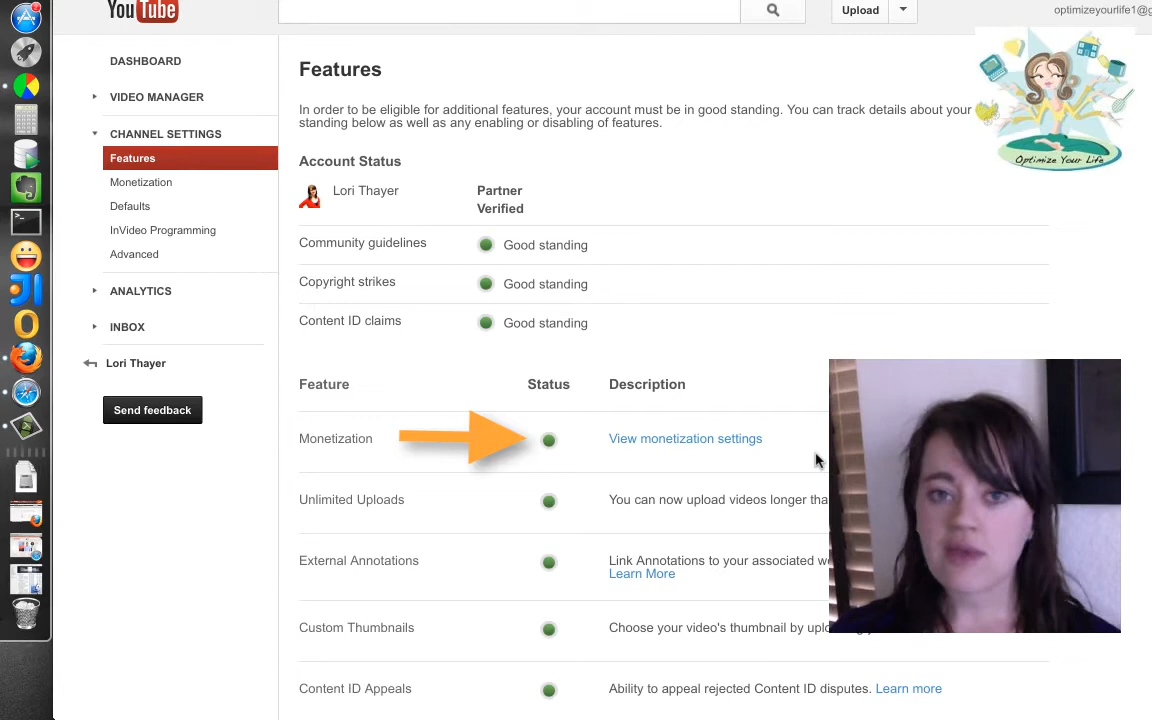 YouTube
Upload
optimizeyourlife1@g
DASHBOARD
VIDEO MANAGER
CHANNEL SETTINGS
Features
Monetization
Defaults
InVideo Programming
Advanced
ANALYTICS
INBOX
Lori Thayer
Send feedback
Features
In order to be eligible for additional features, your account must be in good standing. You can track details about your
standing below as well as any enabling or disabling of features.
Optimize Your Life
Account Status
Lori Thayer
Partner
Verified
Community guidelines Good standing
Copyright strikes Good standing
Content ID claims Good standing
Feature Status Description
Monetization View monetization settings
Unlimited Uploads You can now upload videos longer tha
External Annotations Link Annotations to your associated we
Learn More
Custom Thumbnails Choose your video's thumbnail by
Content ID Appeals Ability to appeal rejected Content ID disputes. Learn more